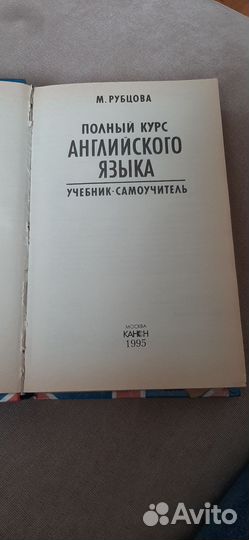 М. РУБЦОВА
ПОЛНЫЙ КУРС
АНГЛИЙСКОГО
ЯЗЫКА
УЧЕБНИК-САМОУЧИТЕЛЬ
МОСКВА
КАНОН
1995
Avito